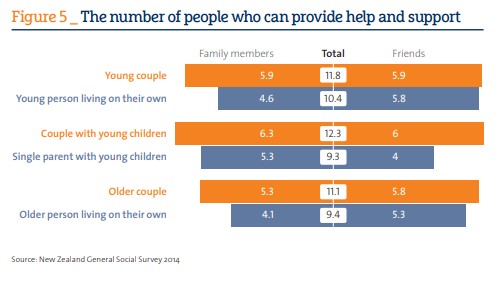 Figure 5 _ The number of people who can provide help and support
Family members Total Friends
Young couple 5.9 11.8 5.9
Young person living on their own 4.6 10.4 5.8
Couple with young children 6.3 12.3 6
Single parent with young children 5.3 9.3 4
Older couple 5.3 11.1 5.8
Older person living on their own 4.1 9.4 5.3
Source: New Zealand General Social Survey 2014